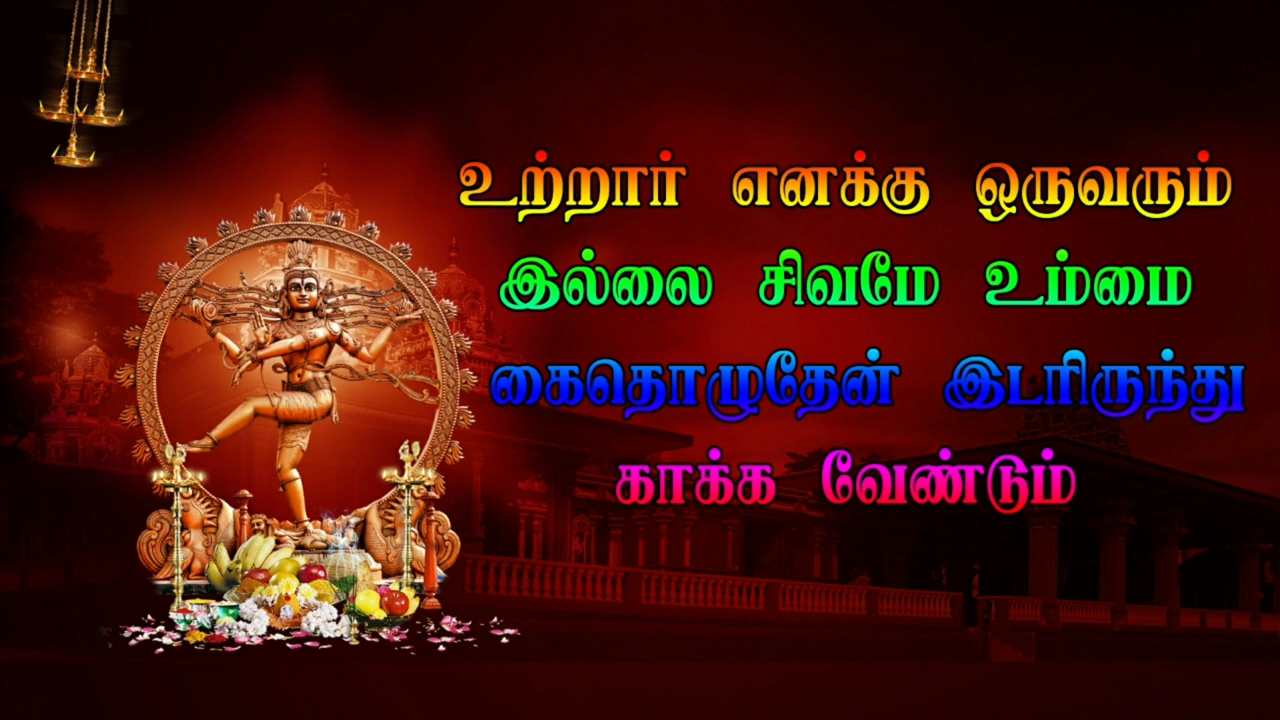 உற்றார் எனக்கு ஒருவரும்
இல்லை சிவமே உம்மை
கைதொழுதேன் இடரிருந்து
காக்க வேண்டும்